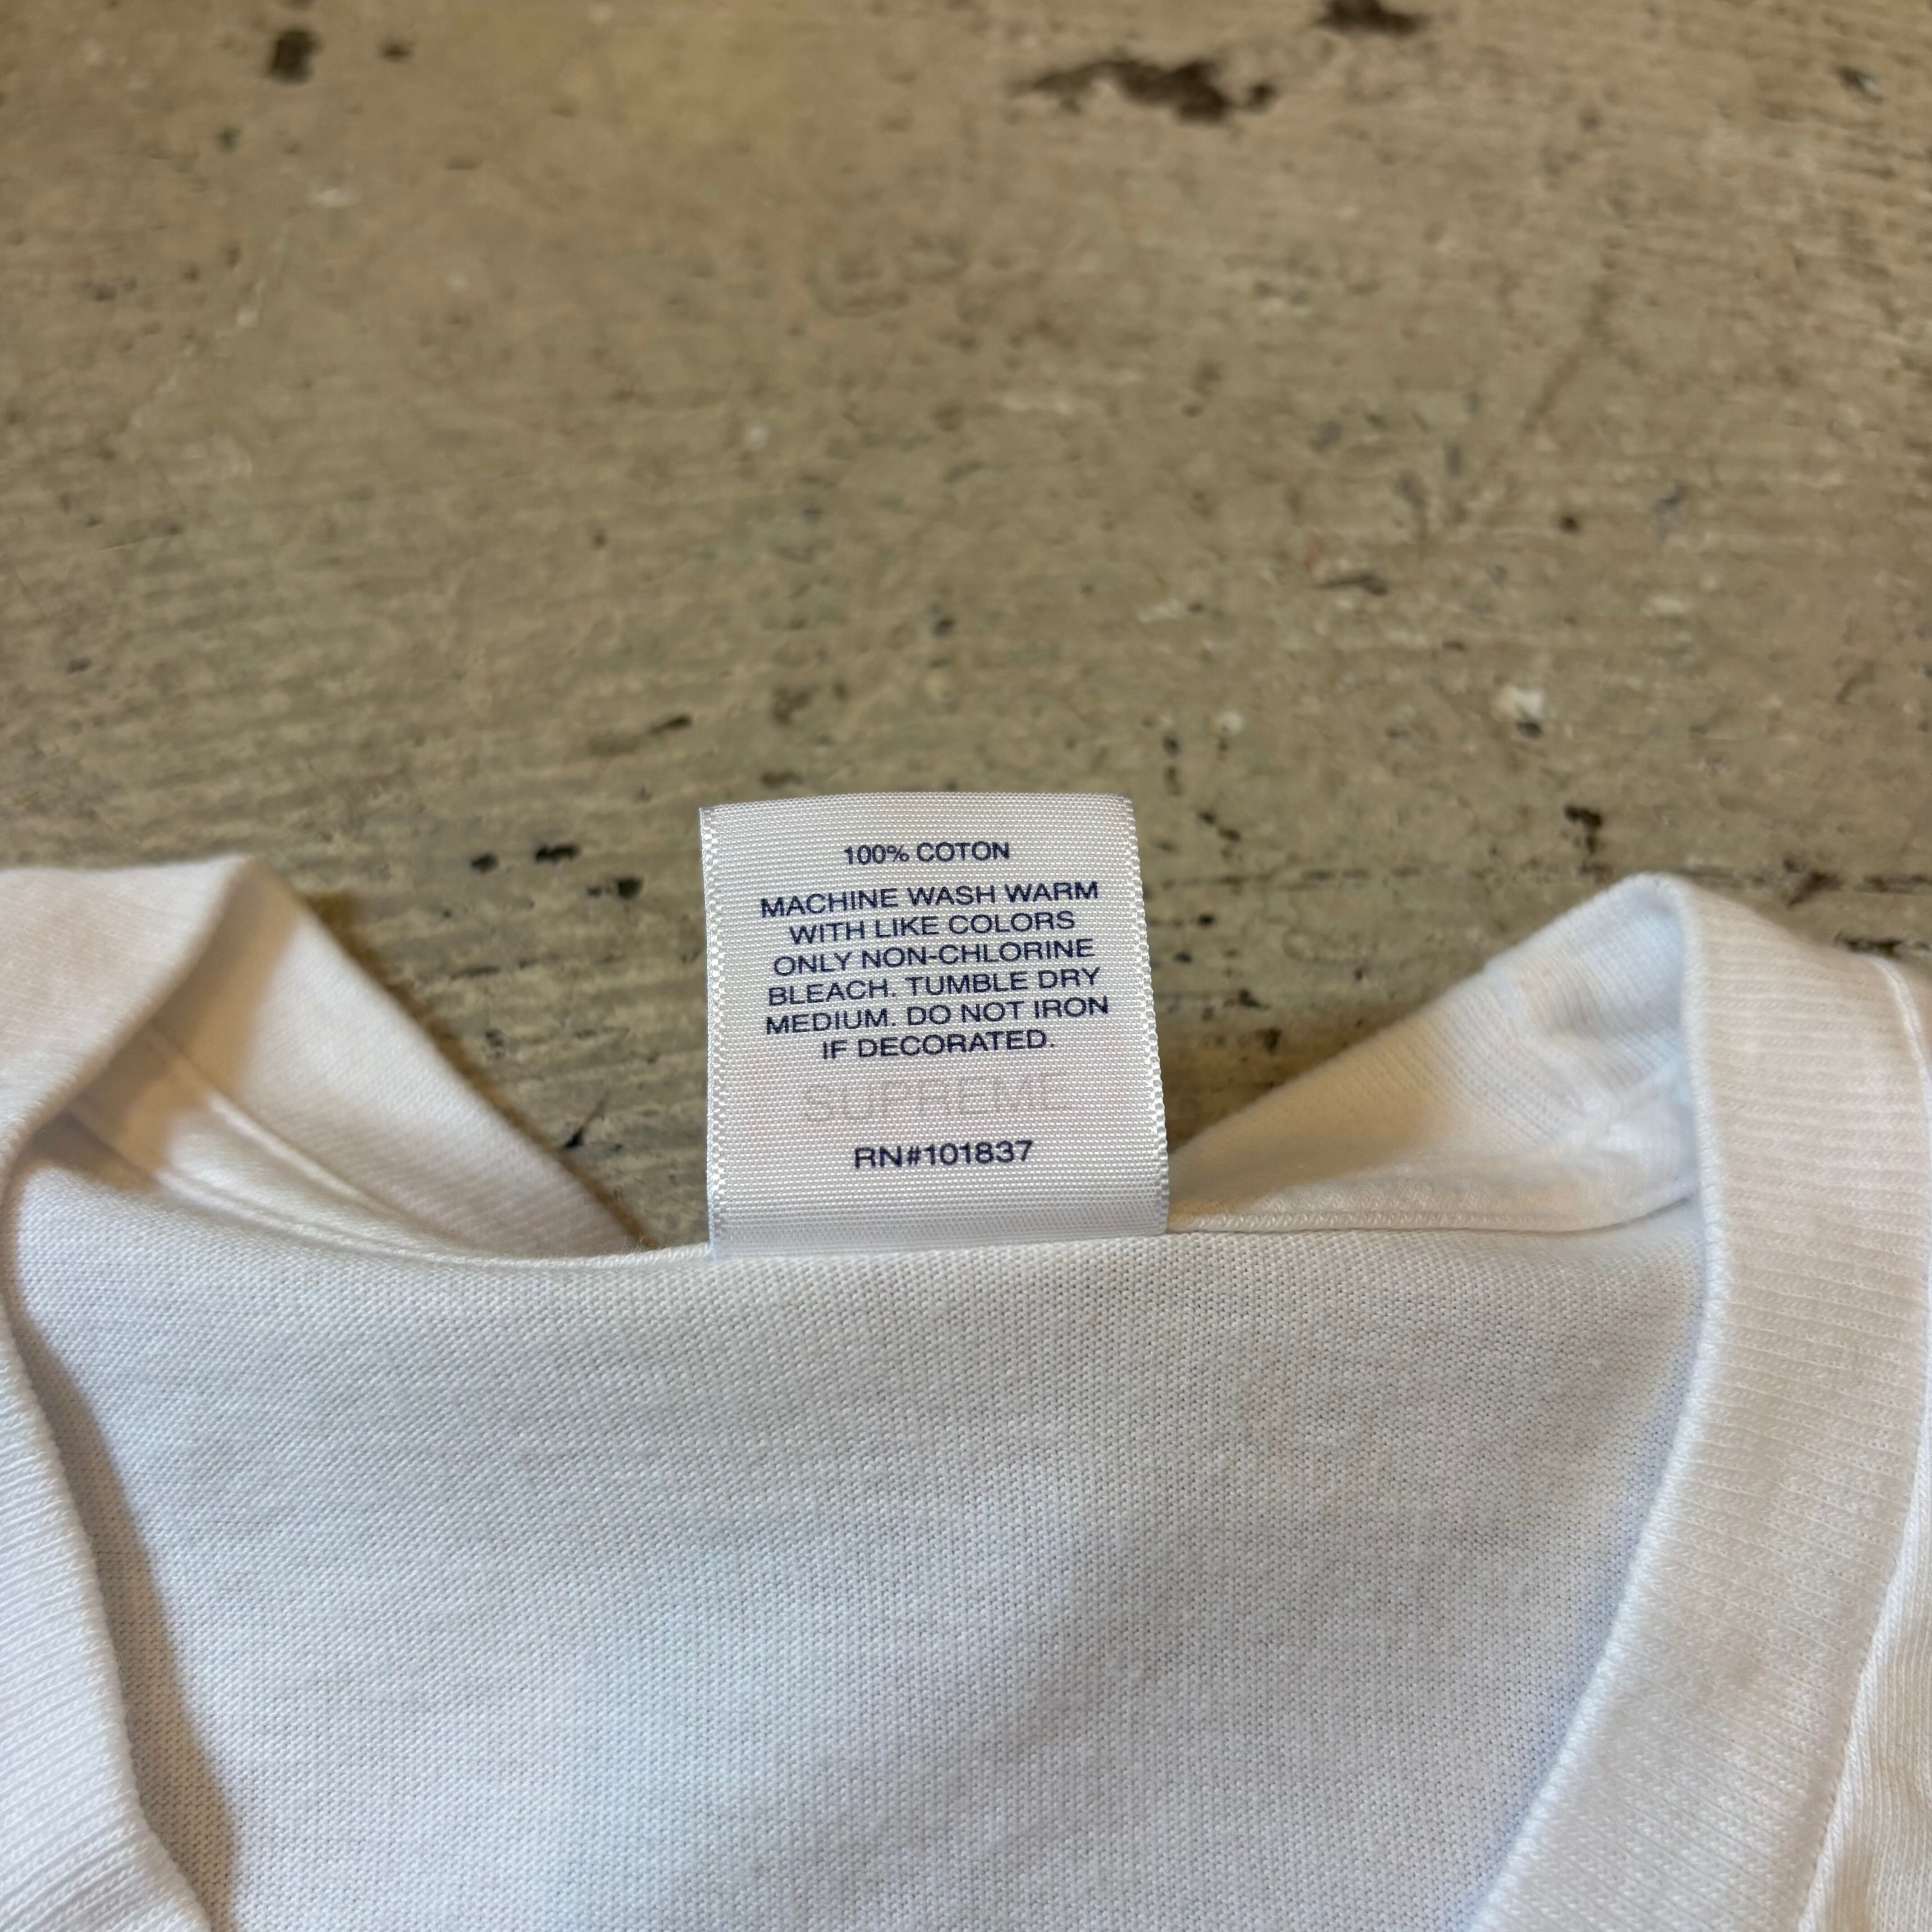 100% COTON
MACHINE WASH WARM
WITH LIKE COLORS
ONLY NON-CHLORINE
BLEACH. TUMBLE DRY
MEDIUM. DO NOT IRON
IF DECORATED.
SUPREME
RN#101837